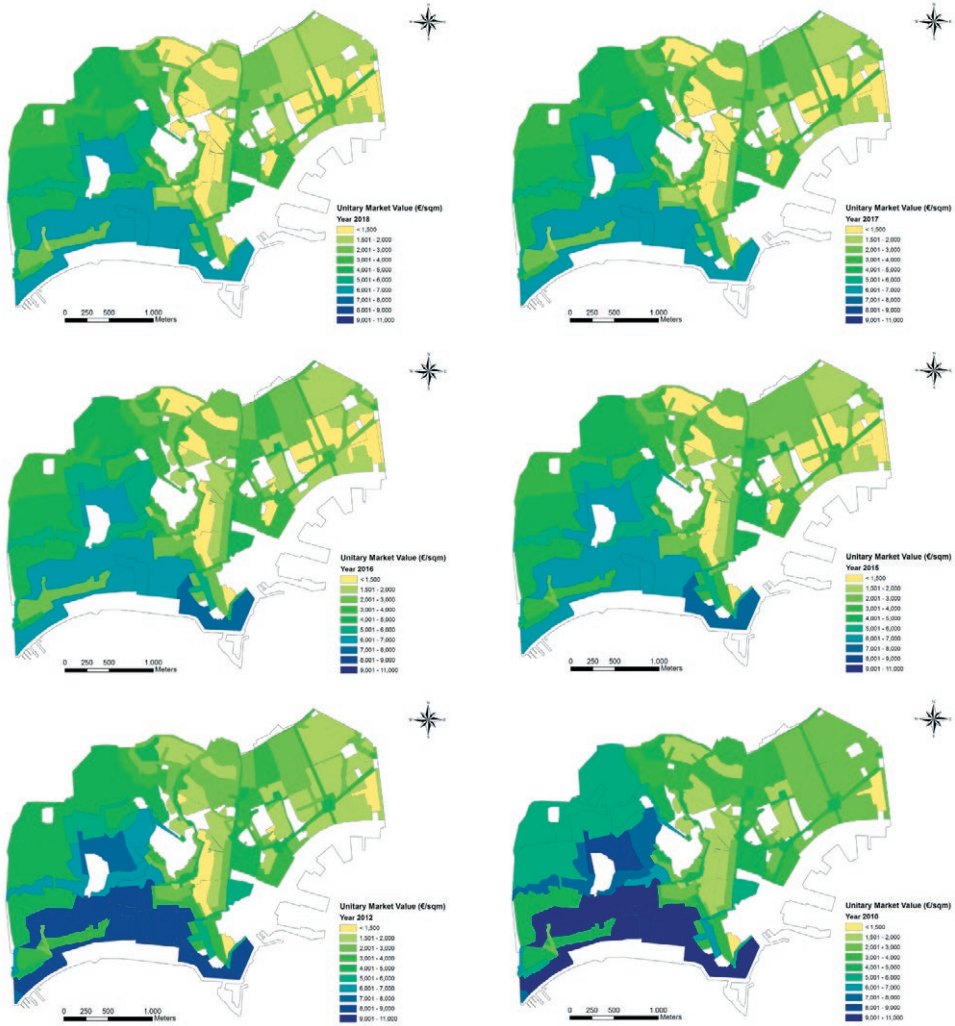 Unitary Market Value (€/sqm)
Year 2018
< 1,500
1,501 - 2,000
2,001 - 3,000
3,001 - 4,000
4,001 - 5,000
5,001 - 6,000
6,001 - 7,000
7,001 - 8,000
8,001 - 9,000
9,001 - 11,000
0 250 500 1.000
Meters
Unitary Market Value (€/sqm)
Year 2017
< 1,500
1,501 - 2,000
2,001 - 3,000
3,001 - 4,000
4,001 - 5,000
5,001 - 6,000
6,001 - 7,000
7,001 - 8,000
8,001 - 9,000
9,001 - 11,000
0 250 500 1.000
Meters
Unitary Market Value (€/sqm)
Year 2016
< 1,500
1,501 - 2,000
2,001 - 3,000
3,001 - 4,000
4,001 - 5,000
5,001 - 6,000
6,001 - 7,000
7,001 - 8,000
8,001 - 9,000
9,001 - 11,000
0 250 500 1.000
Meters
Unitary Market Value (€/sqm)
Year 2015
< 1,500
1,501 - 2,000
2,001 - 3,000
3,001 - 4,000
4,001 - 5,000
5,001 - 6,000
6,001 - 7,000
7,001 - 8,000
8,001 - 9,000
9,001 - 11,000
0 250 500 1.000
Meters
Unitary Market Value (€/sqm)
Year 2012
< 1,500
1,501 - 2,000
2,001 - 3,000
3,001 - 4,000
4,001 - 5,000
5,001 - 6,000
6,001 - 7,000
7,001 - 8,000
8,001 - 9,000
9,001 - 11,000
0 250 500 1.000
Meters
Unitary Market Value (€/sqm)
Year 2010
< 1,500
1,501 - 2,000
2,001 - 3,000
3,001 - 4,000
4,001 - 5,000
5,001 - 6,000
6,001 - 7,000
7,001 - 8,000
8,001 - 9,000
9,001 - 11,000
0 250 500 1.000
Meters